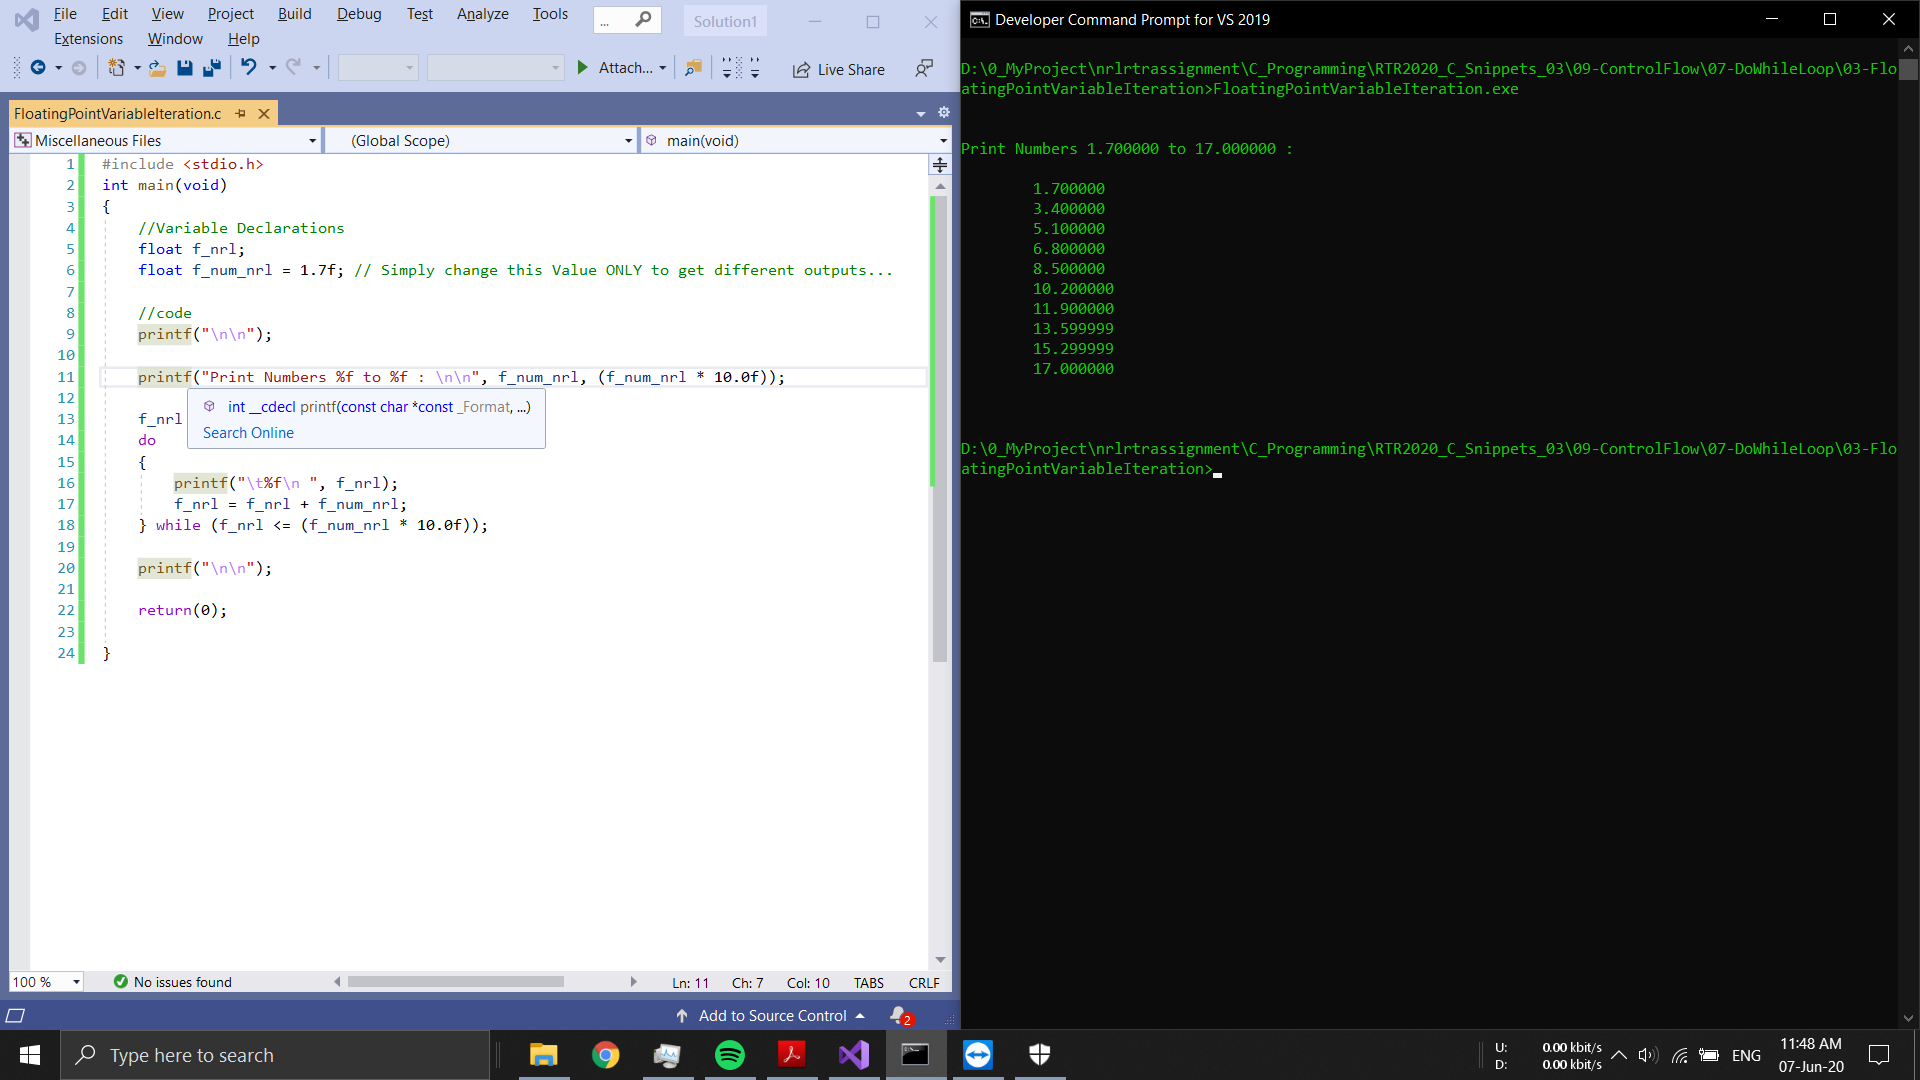 File Edit View Project Build Debug Test Analyze Tools ... Solution1
Extensions Window Help
Attach... Live Share
FloatingPointVariableIteration.c
Miscellaneous Files (Global Scope) main(void)
1 #include <stdio.h>
2 int main(void)
3 {
4 //Variable Declarations
5 float f_nrl;
6 float f_num_nrl = 1.7f; // Simply change this Value ONLY to get different outputs...
7
8 //code
9 printf("\n\n");
10
11 printf("Print Numbers %f to %f : \n\n", f_num_nrl, (f_num_nrl * 10.0f));
12
int __cdecl printf(const char *const _Format, ...)
13 f_nrl
Search Online
14 do
15 {
16 printf("\t%f\n ", f_nrl);
17 f_nrl = f_nrl + f_num_nrl;
18 } while (f_nrl <= (f_num_nrl * 10.0f));
19
20 printf("\n\n");
21
22 return(0);
23
24 }
100 % No issues found Ln: 11 Ch: 7 Col: 10 TABS CRLF
Add to Source Control 2
Developer Command Prompt for VS 2019
D:\0_MyProject\nrlrtrassignment\C_Programming\RTR2020_C_Snippets_03\09-ControlFlow\07-DoWhileLoop\03-Flo
atingPointVariableIteration>FloatingPointVariableIteration.exe
Print Numbers 1.700000 to 17.000000 :
1.700000
3.400000
5.100000
6.800000
8.500000
10.200000
11.900000
13.599999
15.299999
17.000000
D:\0_MyProject\nrlrtrassignment\C_Programming\RTR2020_C_Snippets_03\09-ControlFlow\07-DoWhileLoop\03-Flo
atingPointVariableIteration>
Type here to search
U: 0.00 kbit/s
D: 0.00 kbit/s
ENG
11:48 AM
07-Jun-20